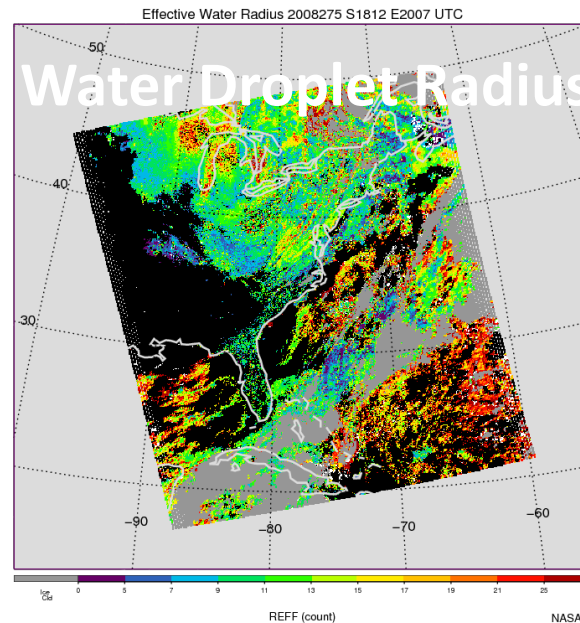 Effective Water Radius 2008275 S1812 E2007 UTC
50
Water Droplet Radius
40
30
-90
-80
-70
-60
Ice
Cld
0 5 7 9 11 13 15 17 19 21 25
REFF (count)
NASA